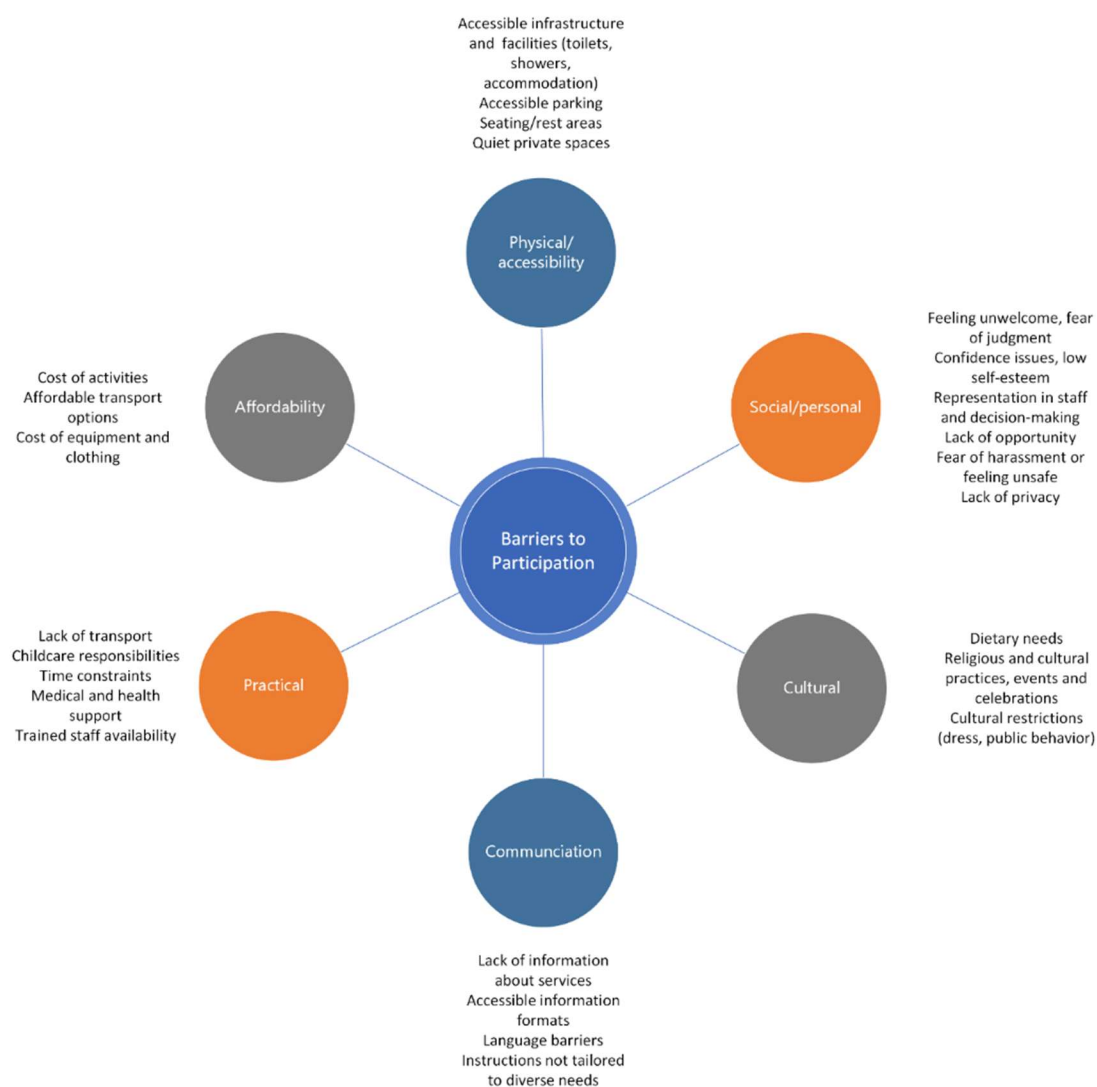 Accessible infrastructure
and facilities (toilets,
showers,
accommodation)
Accessible parking
Seating/rest areas
Quiet private spaces
Physical/
accessibility
Feeling unwelcome, fear
of judgment
Confidence issues, low
self-esteem
Representation in staff
and decision-making
Lack of opportunity
Fear of harassment or
feeling unsafe
Lack of privacy
Social/personal
Cost of activities
Affordable transport
options
Cost of equipment and
clothing
Affordability
Barriers to
Participation
Lack of transport
Childcare responsibilities
Time constraints
Medical and health
support
Trained staff availability
Practical
Cultural
Dietary needs
Religious and cultural
practices, events and
celebrations
Cultural restrictions
(dress, public behavior)
Communciation
Lack of information
about services
Accessible information
formats
Language barriers
Instructions not tailored
to diverse needs